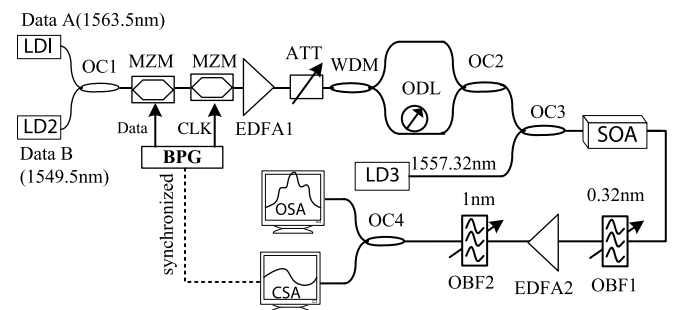 Data A(1563.5nm)
LD1
OC1
MZM
MZM
ATT
WDM
OC2
ODL
OC3
SOA
LD2
Data
CLK
EDFA1
Data B
(1549.5nm)
BPG
LD3
1557.32nm
synchronized
OSA
CSA
OC4
1nm
OBF2
EDFA2
0.32nm
OBF1